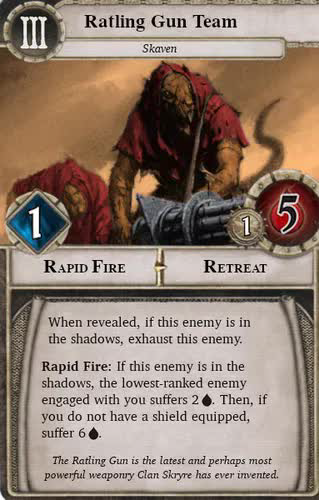 III
Ratling Gun Team
Skaven
1
1
5
RAPID FIRE
RETREAT
When revealed, if this enemy is in
the shadows, exhaust this enemy.
Rapid Fire: If this enemy is in the
shadows, the lowest-ranked enemy
engaged with you suffers 2. Then, if
you do not have a shield equipped,
suffer 6.
The Ratling Gun is the latest and perhaps most
powerful weaponry Clan Skryre has ever invented.